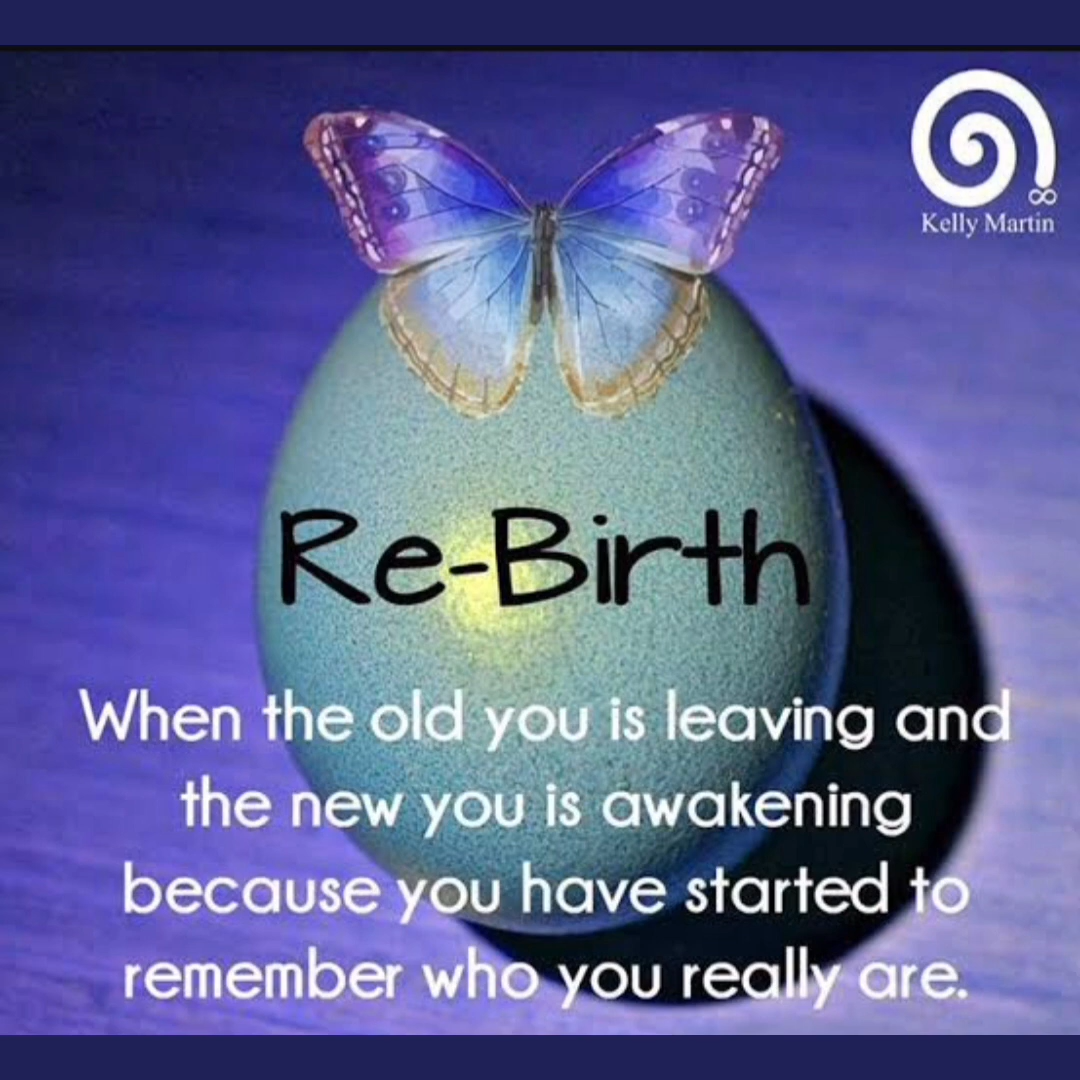 Kelly Martin
Re-Birth
When the old you is leaving and
the new you is awakening
because you have started to
remember who you really are.